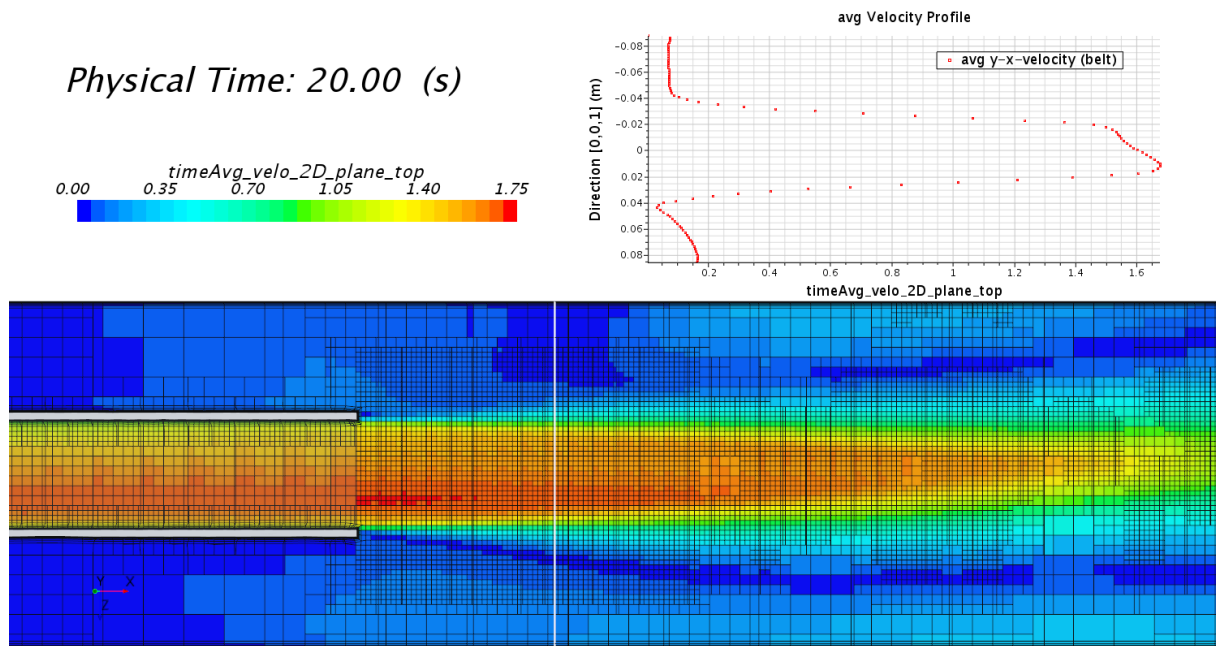 avg Velocity Profile
Physical Time: 20.00 (s)
timeAvg_velo_2D_plane_top
0.00 0.35 0.70 1.05 1.40 1.75
Direction [0,0,1] (m)
-0.08
-0.06
-0.04
-0.02
0
0.02
0.04
0.06
0.08
avg y-x-velocity (belt)
0.2 0.4 0.6 0.8 1 1.2 1.4 1.6
timeAvg_velo_2D_plane_top
Y X
Z